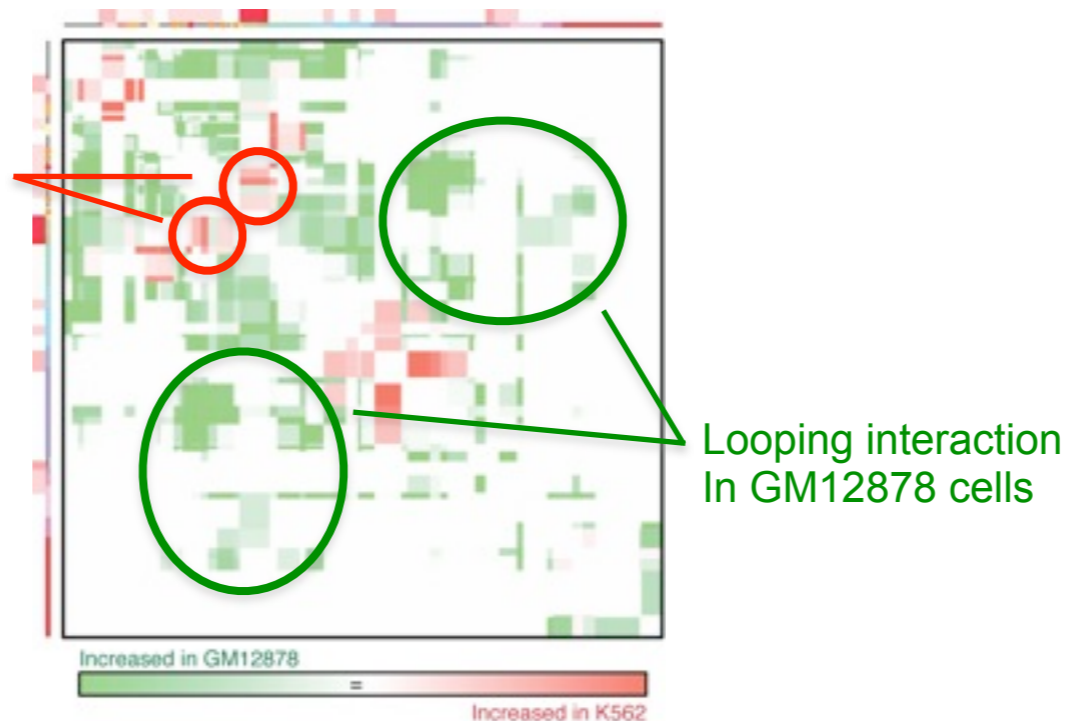 Looping interaction
In GM12878 cells
Increased in GM12878
=
Increased in K562